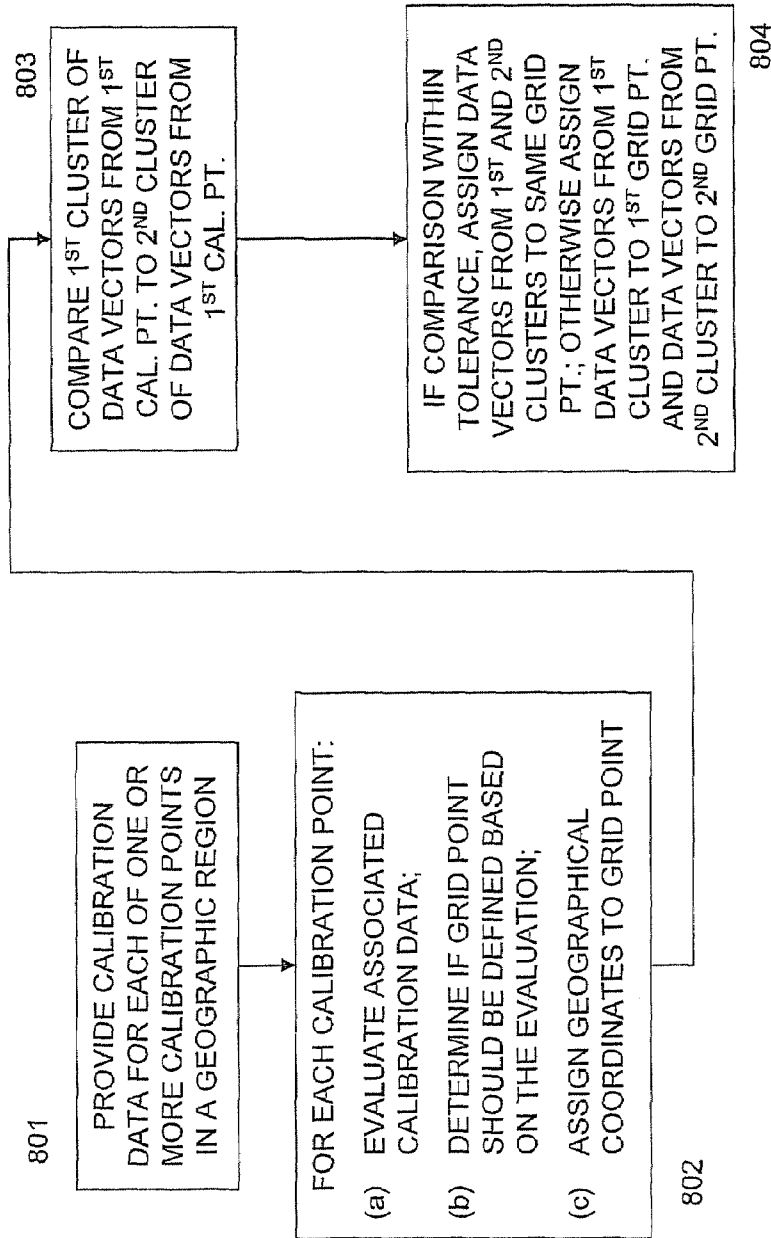 801
PROVIDE CALIBRATION
DATA FOR EACH OF ONE OR
MORE CALIBRATION POINTS
IN A GEOGRAPHIC REGION
FOR EACH CALIBRATION POINT:
(a) EVALUATE ASSOCIATED
CALIBRATION DATA;
(b) DETERMINE IF GRID POINT
SHOULD BE DEFINED BASED
ON THE EVALUATION;
(c) ASSIGN GEOGRAPHICAL
COORDINATES TO GRID POINT
802
803
COMPARE 1ST CLUSTER OF
DATA VECTORS FROM 1ST
CAL. PT. TO 2ND CLUSTER
OF DATA VECTORS FROM
1ST CAL. PT.
IF COMPARISON WITHIN
TOLERANCE, ASSIGN DATA
VECTORS FROM 1ST AND 2ND
CLUSTERS TO SAME GRID
PT.; OTHERWISE ASSIGN
DATA VECTORS FROM 1ST
CLUSTER TO 1ST GRID PT.
AND DATA VECTORS FROM
2ND CLUSTER TO 2ND GRID PT.
804